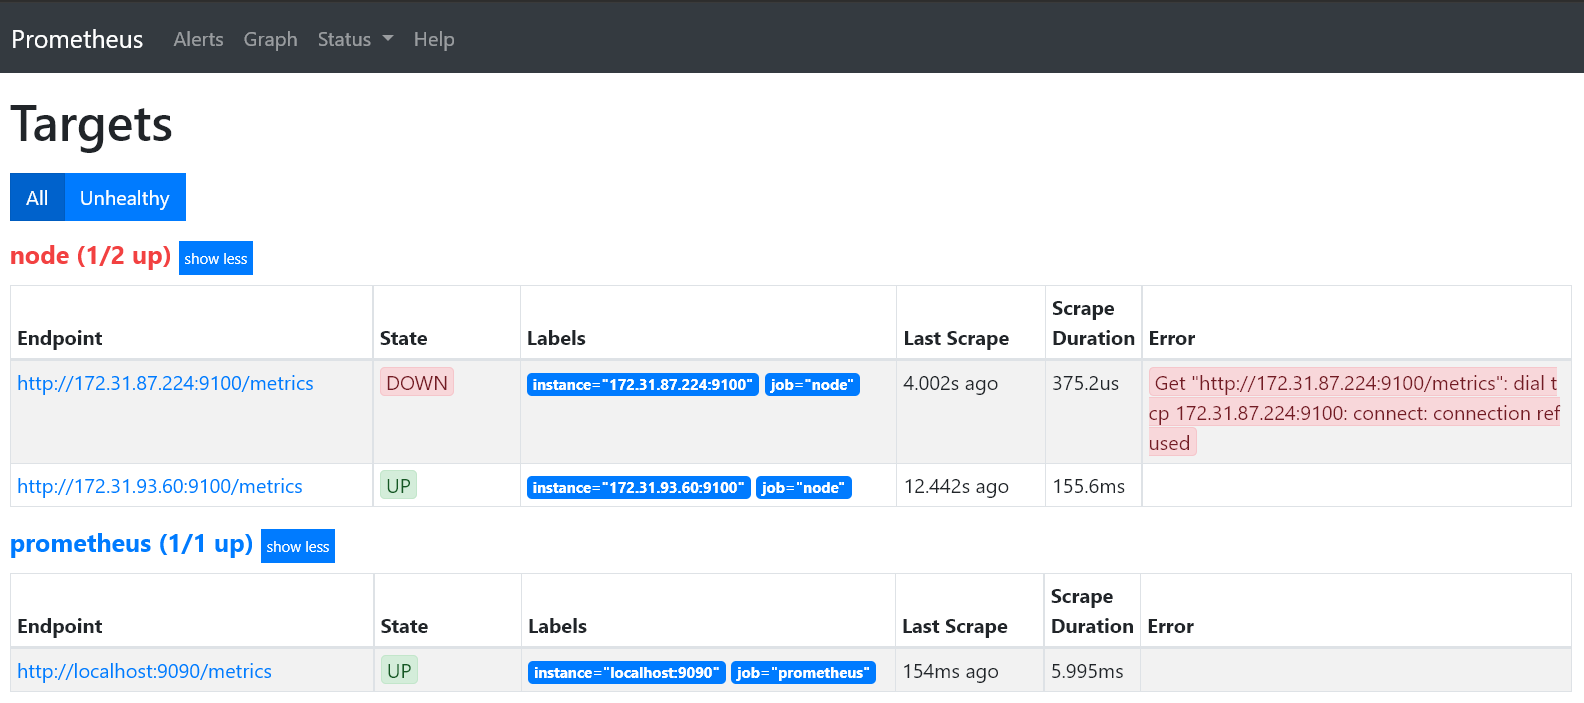 Prometheus Alerts Graph Status Help
Targets
All Unhealthy
node (1/2 up) show less
Endpoint State Labels Last Scrape Scrape Duration Error
http://172.31.87.224:9100/metrics DOWN instance="172.31.87.224:9100" job="node" 4.002s ago 375.2us Get "http://172.31.87.224:9100/metrics": dial t
cp 172.31.87.224:9100: connect: connection ref
used
http://172.31.93.60:9100/metrics UP instance="172.31.93.60:9100" job="node" 12.442s ago 155.6ms
prometheus (1/1 up) show less
Endpoint State Labels Last Scrape Scrape Duration Error
http://localhost:9090/metrics UP instance="localhost:9090" job="prometheus" 154ms ago 5.995ms